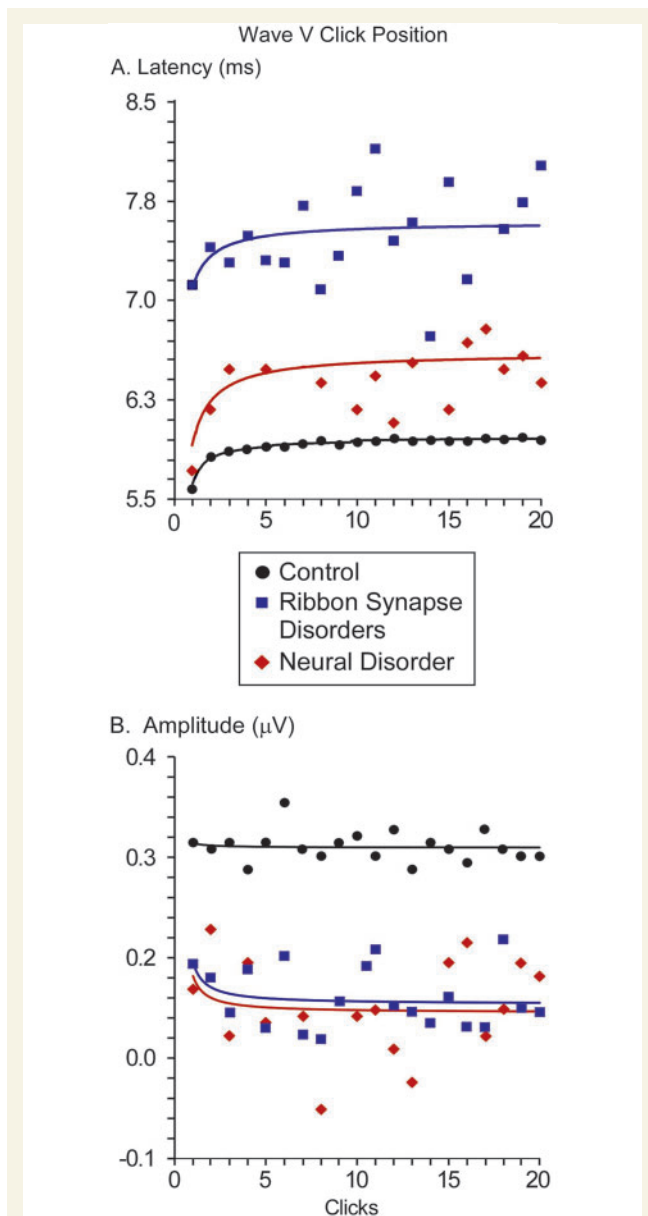 Wave V Click Position
A. Latency (ms)
8.5
7.8
7.0
6.3
5.5
0 5 10 15 20
Control
Ribbon Synapse
Disorders
Neural Disorder
B. Amplitude (μV)
0.4
0.3
0.2
0.0
-0.1
0 5 10 15 20
Clicks